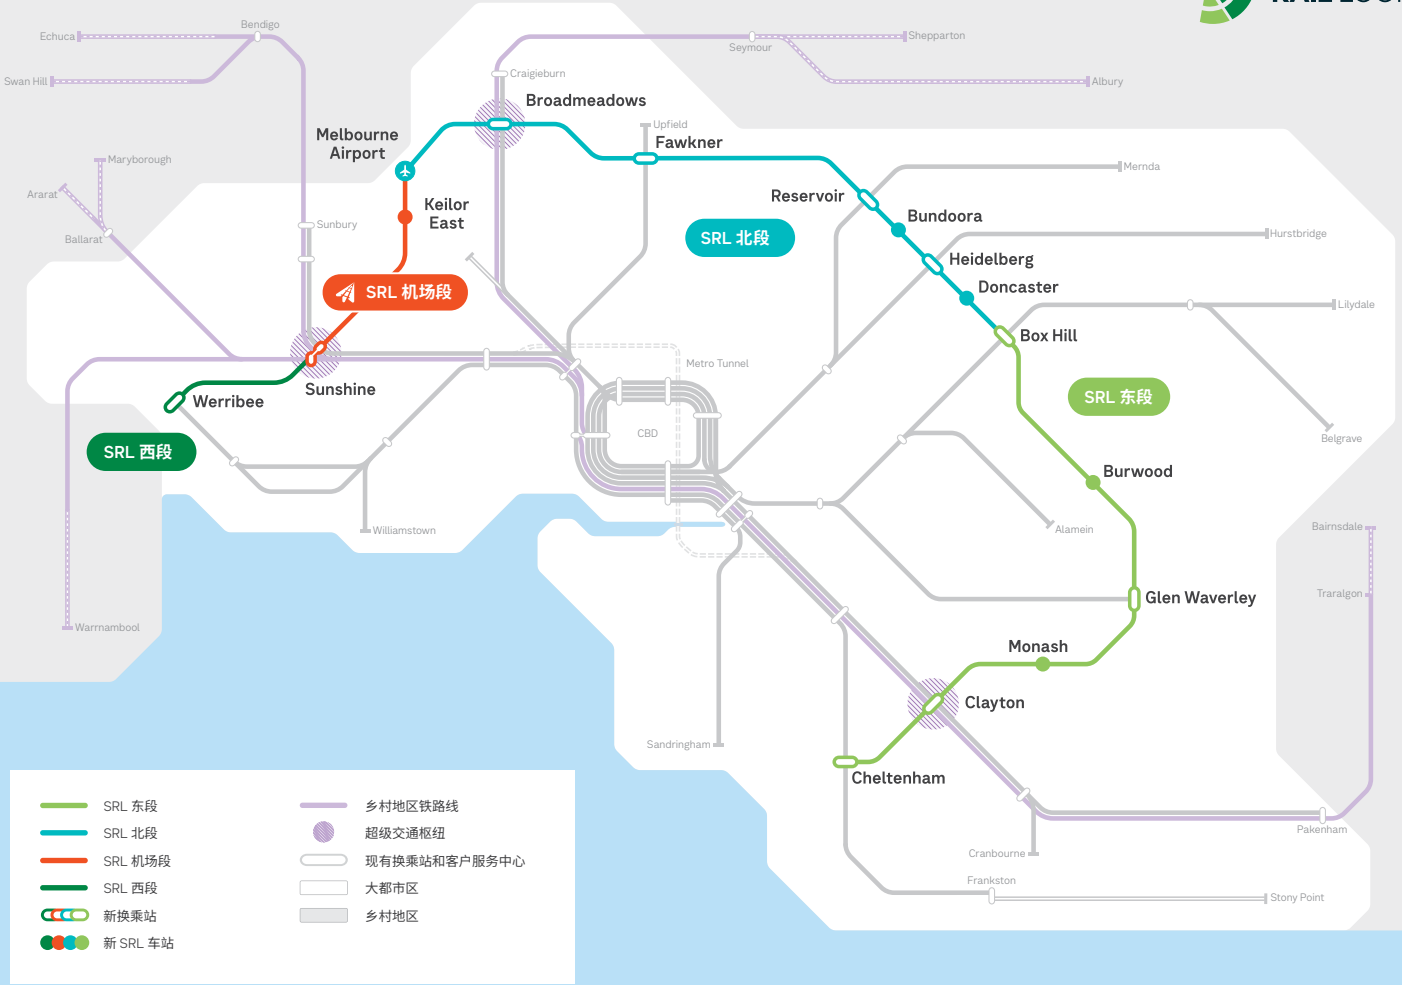 Bendigo
Echuca
Swan Hill
Craigieburn
Seymour
Shepparton
Albury
Broadmeadows
Melbourne
Airport
Upfield
Fawkner
Maryborough
Ararat
Ballarat
Sunbury
Keilor
East
Mernda
Reservoir
Bundoora
Heidelberg
Hurstbridge
SRL 北段
Doncaster
SRL 机场段
Lilydale
Box Hill
Metro Tunnel
Sunshine
Werribee
SRL 东段
SRL 西段
CBD
Belgrave
Burwood
Williamstown
Alamein
Bairnsdale
Traralgon
Glen Waverley
Warrnambool
Monash
Clayton
Sandringham
Cheltenham
Pakenham
Cranbourne
Frankston
Stony Point
SRL 东段
SRL 北段
SRL 机场段
SRL 西段
新换乘站
新 SRL 车站
乡村地区铁路线
超级交通枢纽
现有换乘站和客户服务中心
大都市区
乡村地区